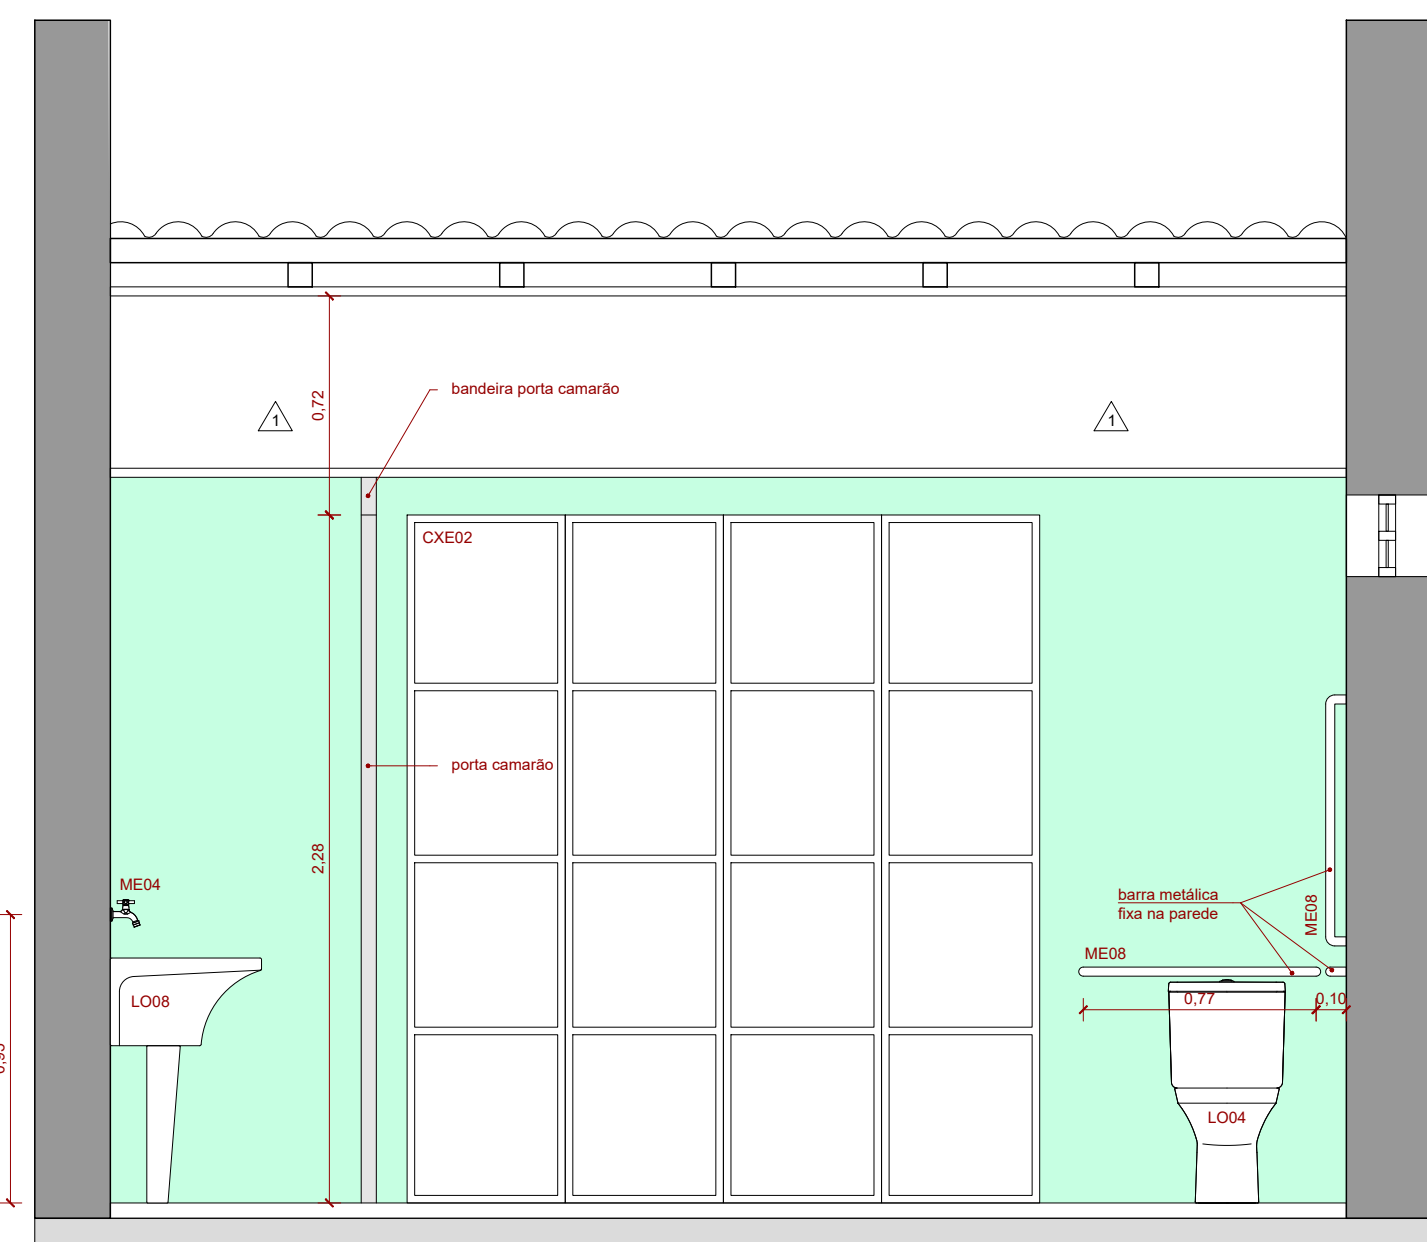 bandeira porta camarão
0,72
1
1
CXE02
porta camarão
2,28
ME04
barra metálica
fixa na parede
ME08
ME08
LO08
0,77
0,10
LO04